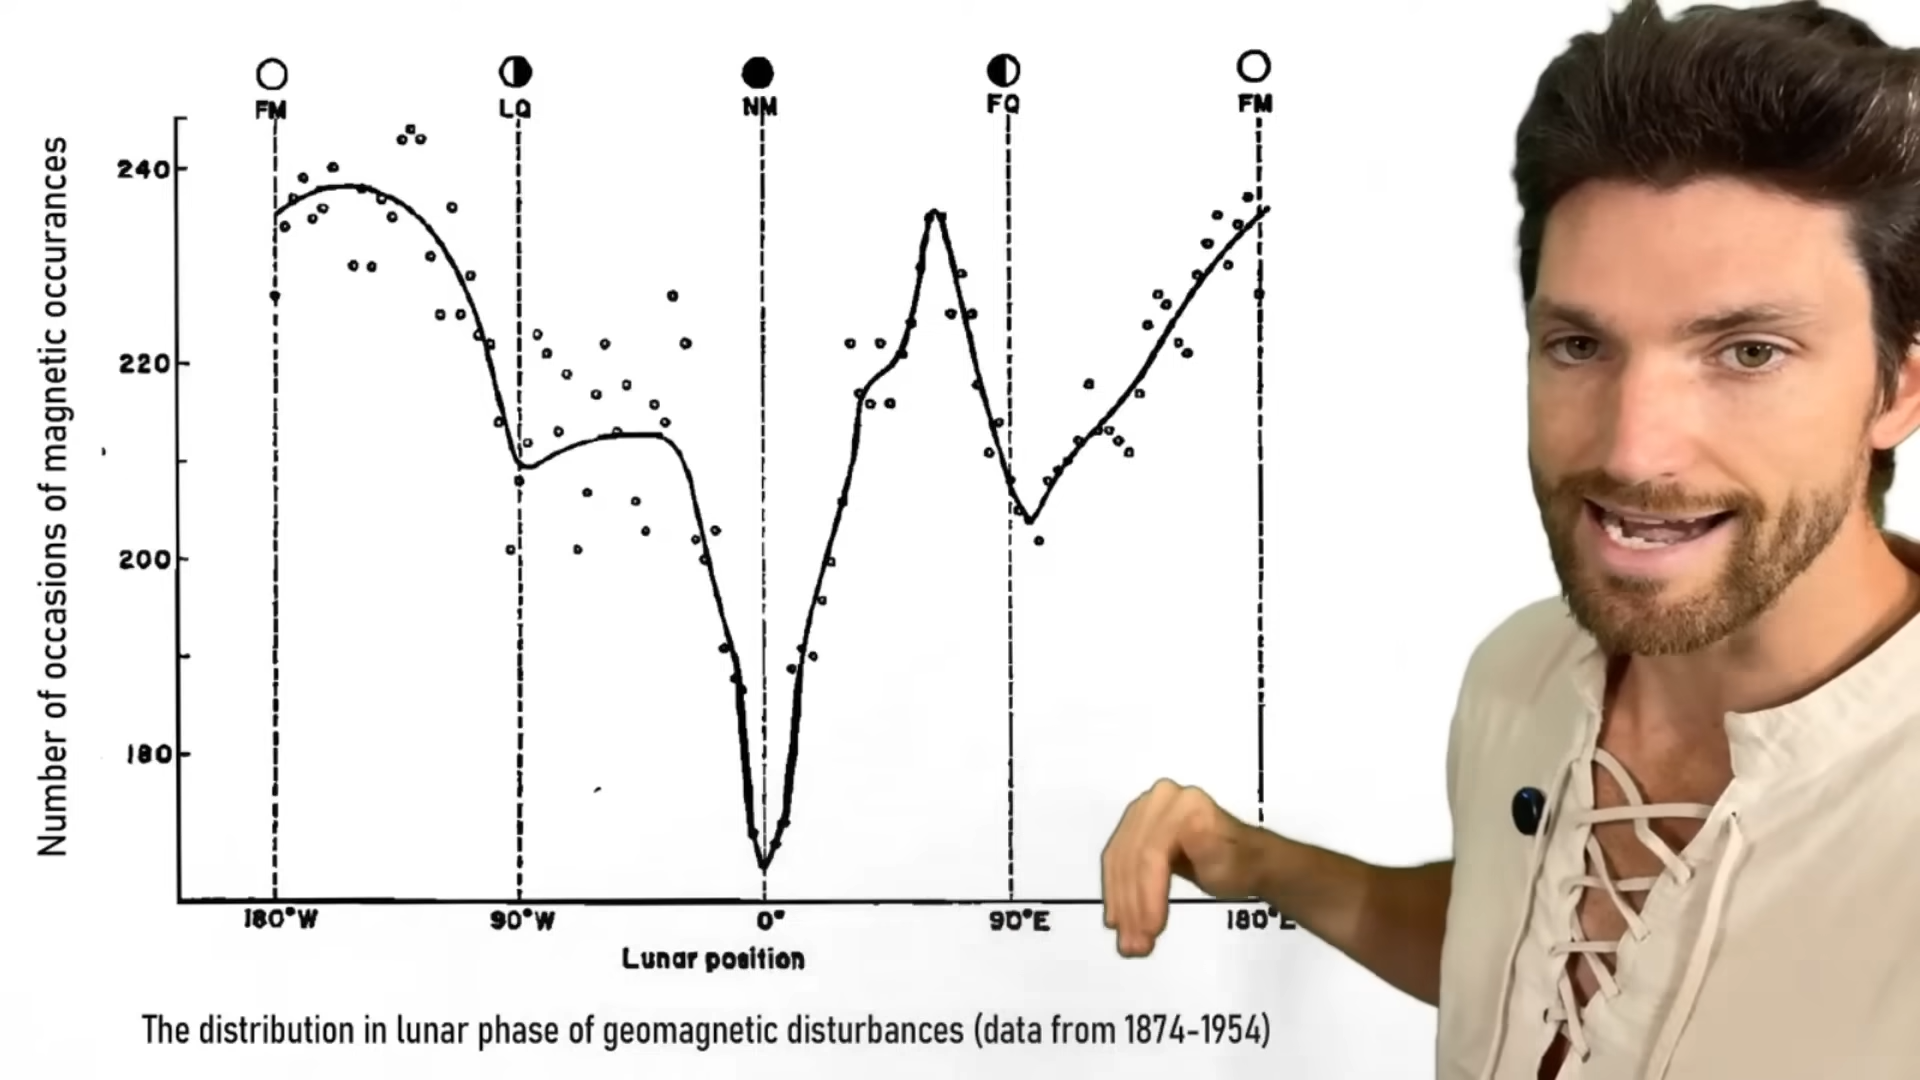 FM
LQ
NM
FQ
FM
Number of occasions of magnetic occurances
240
220
200
180
180°W
90°W
0°
90°E
180°E
Lunar position
The distribution in lunar phase of geomagnetic disturbances (data from 1874-1954)